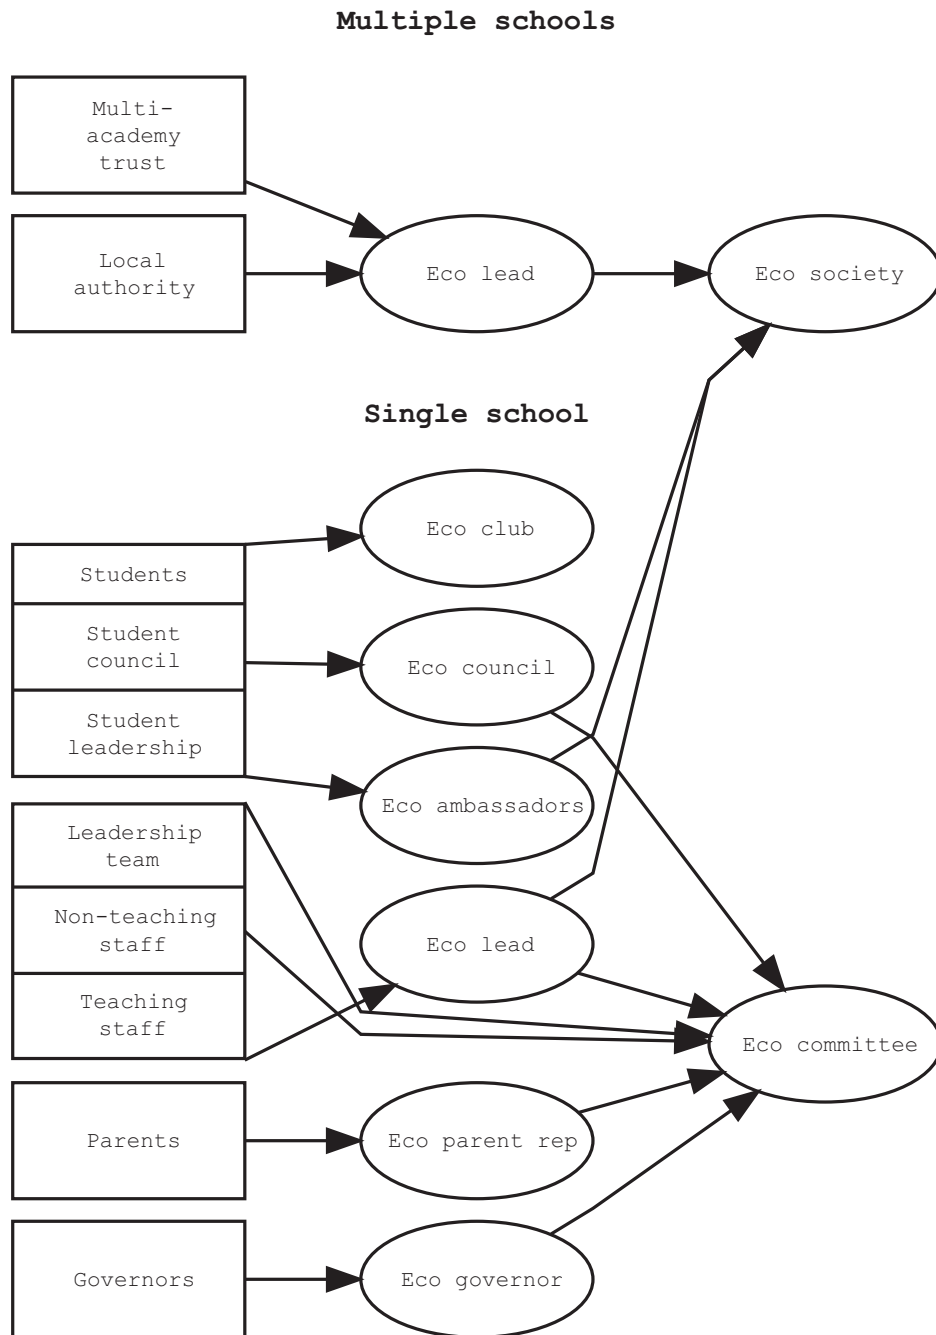 Multiple schools
Multi-
academy
trust
Local
authority
Eco lead
Eco society
Single school
Eco club
Students
Student
council
Eco council
Student
leadership
Eco ambassadors
Leadership
team
Non-teaching
staff
Eco lead
Teaching
staff
Eco committee
Parents
Eco parent rep
Governors
Eco governor